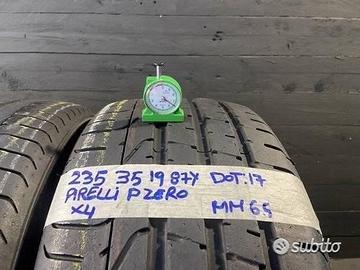 235 35 19 87Y DOT.17
PIRELLI PZERO
X4 MM 6.5
subito